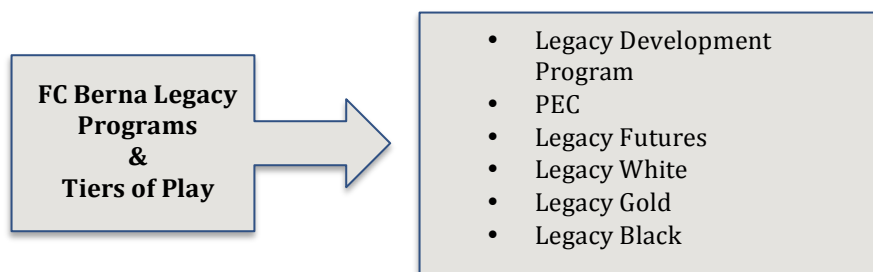 FC Berna Legacy
Programs
&
Tiers of Play
• Legacy Development
Program
• PEC
• Legacy Futures
• Legacy White
• Legacy Gold
• Legacy Black